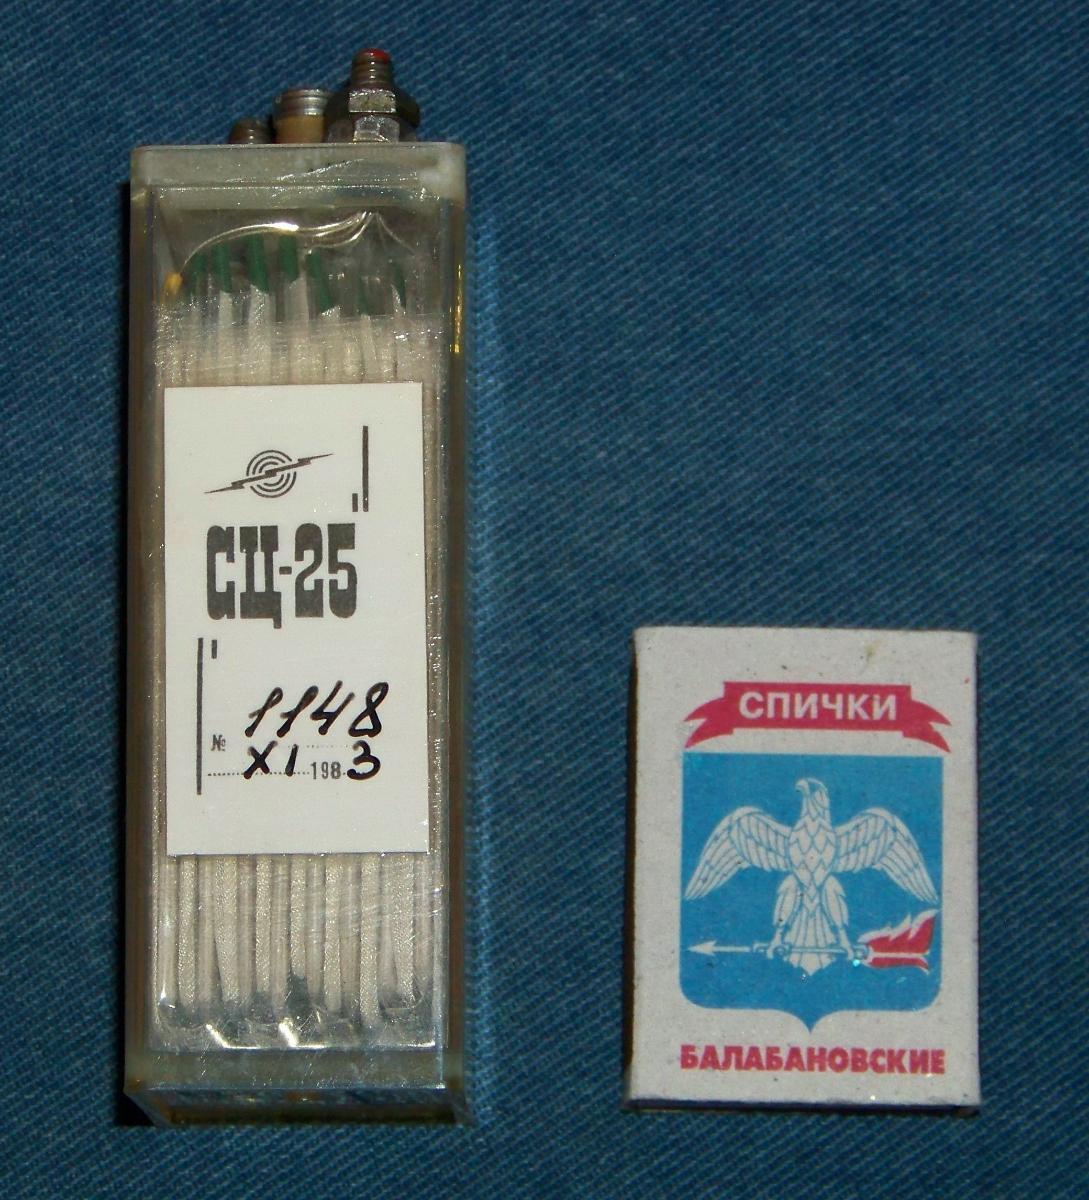 СЦ-25
№ 1148
XI 1983
СПИЧКИ
БАЛАБАНОВСКИЕ